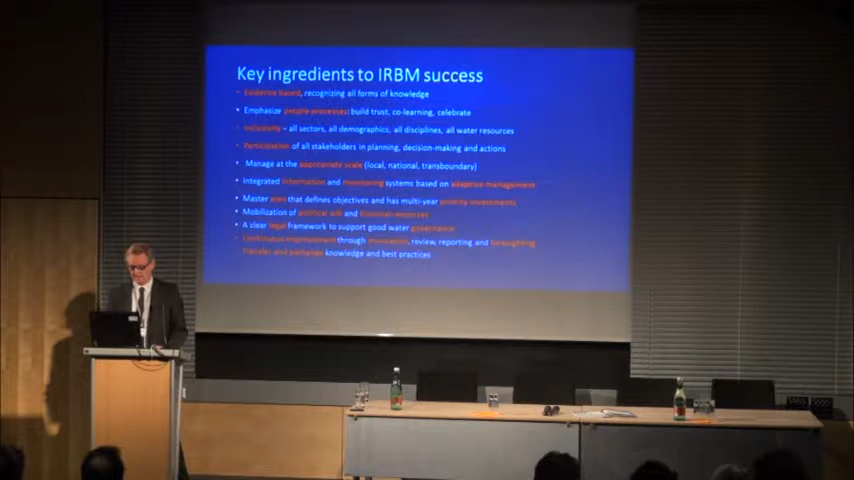 Key ingredients to IRBM success
• Evidence based, recognizing all forms of knowledge
• Emphasize people processes: build trust, co-learning, celebrate
• Inclusivity – all sectors, all demographics, all disciplines, all water resources
• Participation of all stakeholders in planning, decision-making and actions
• Manage at the appropriate scale (local, national, transboundary)
• Integrated information and monitoring systems based on adaptive management
• Master that defines objectives and has multi-year priority investments
• Mobilization of political and financial resources
• A clear legal framework to support good water governance
• Continuous improvement through review, reporting and
transfer and exchange knowledge and best practices